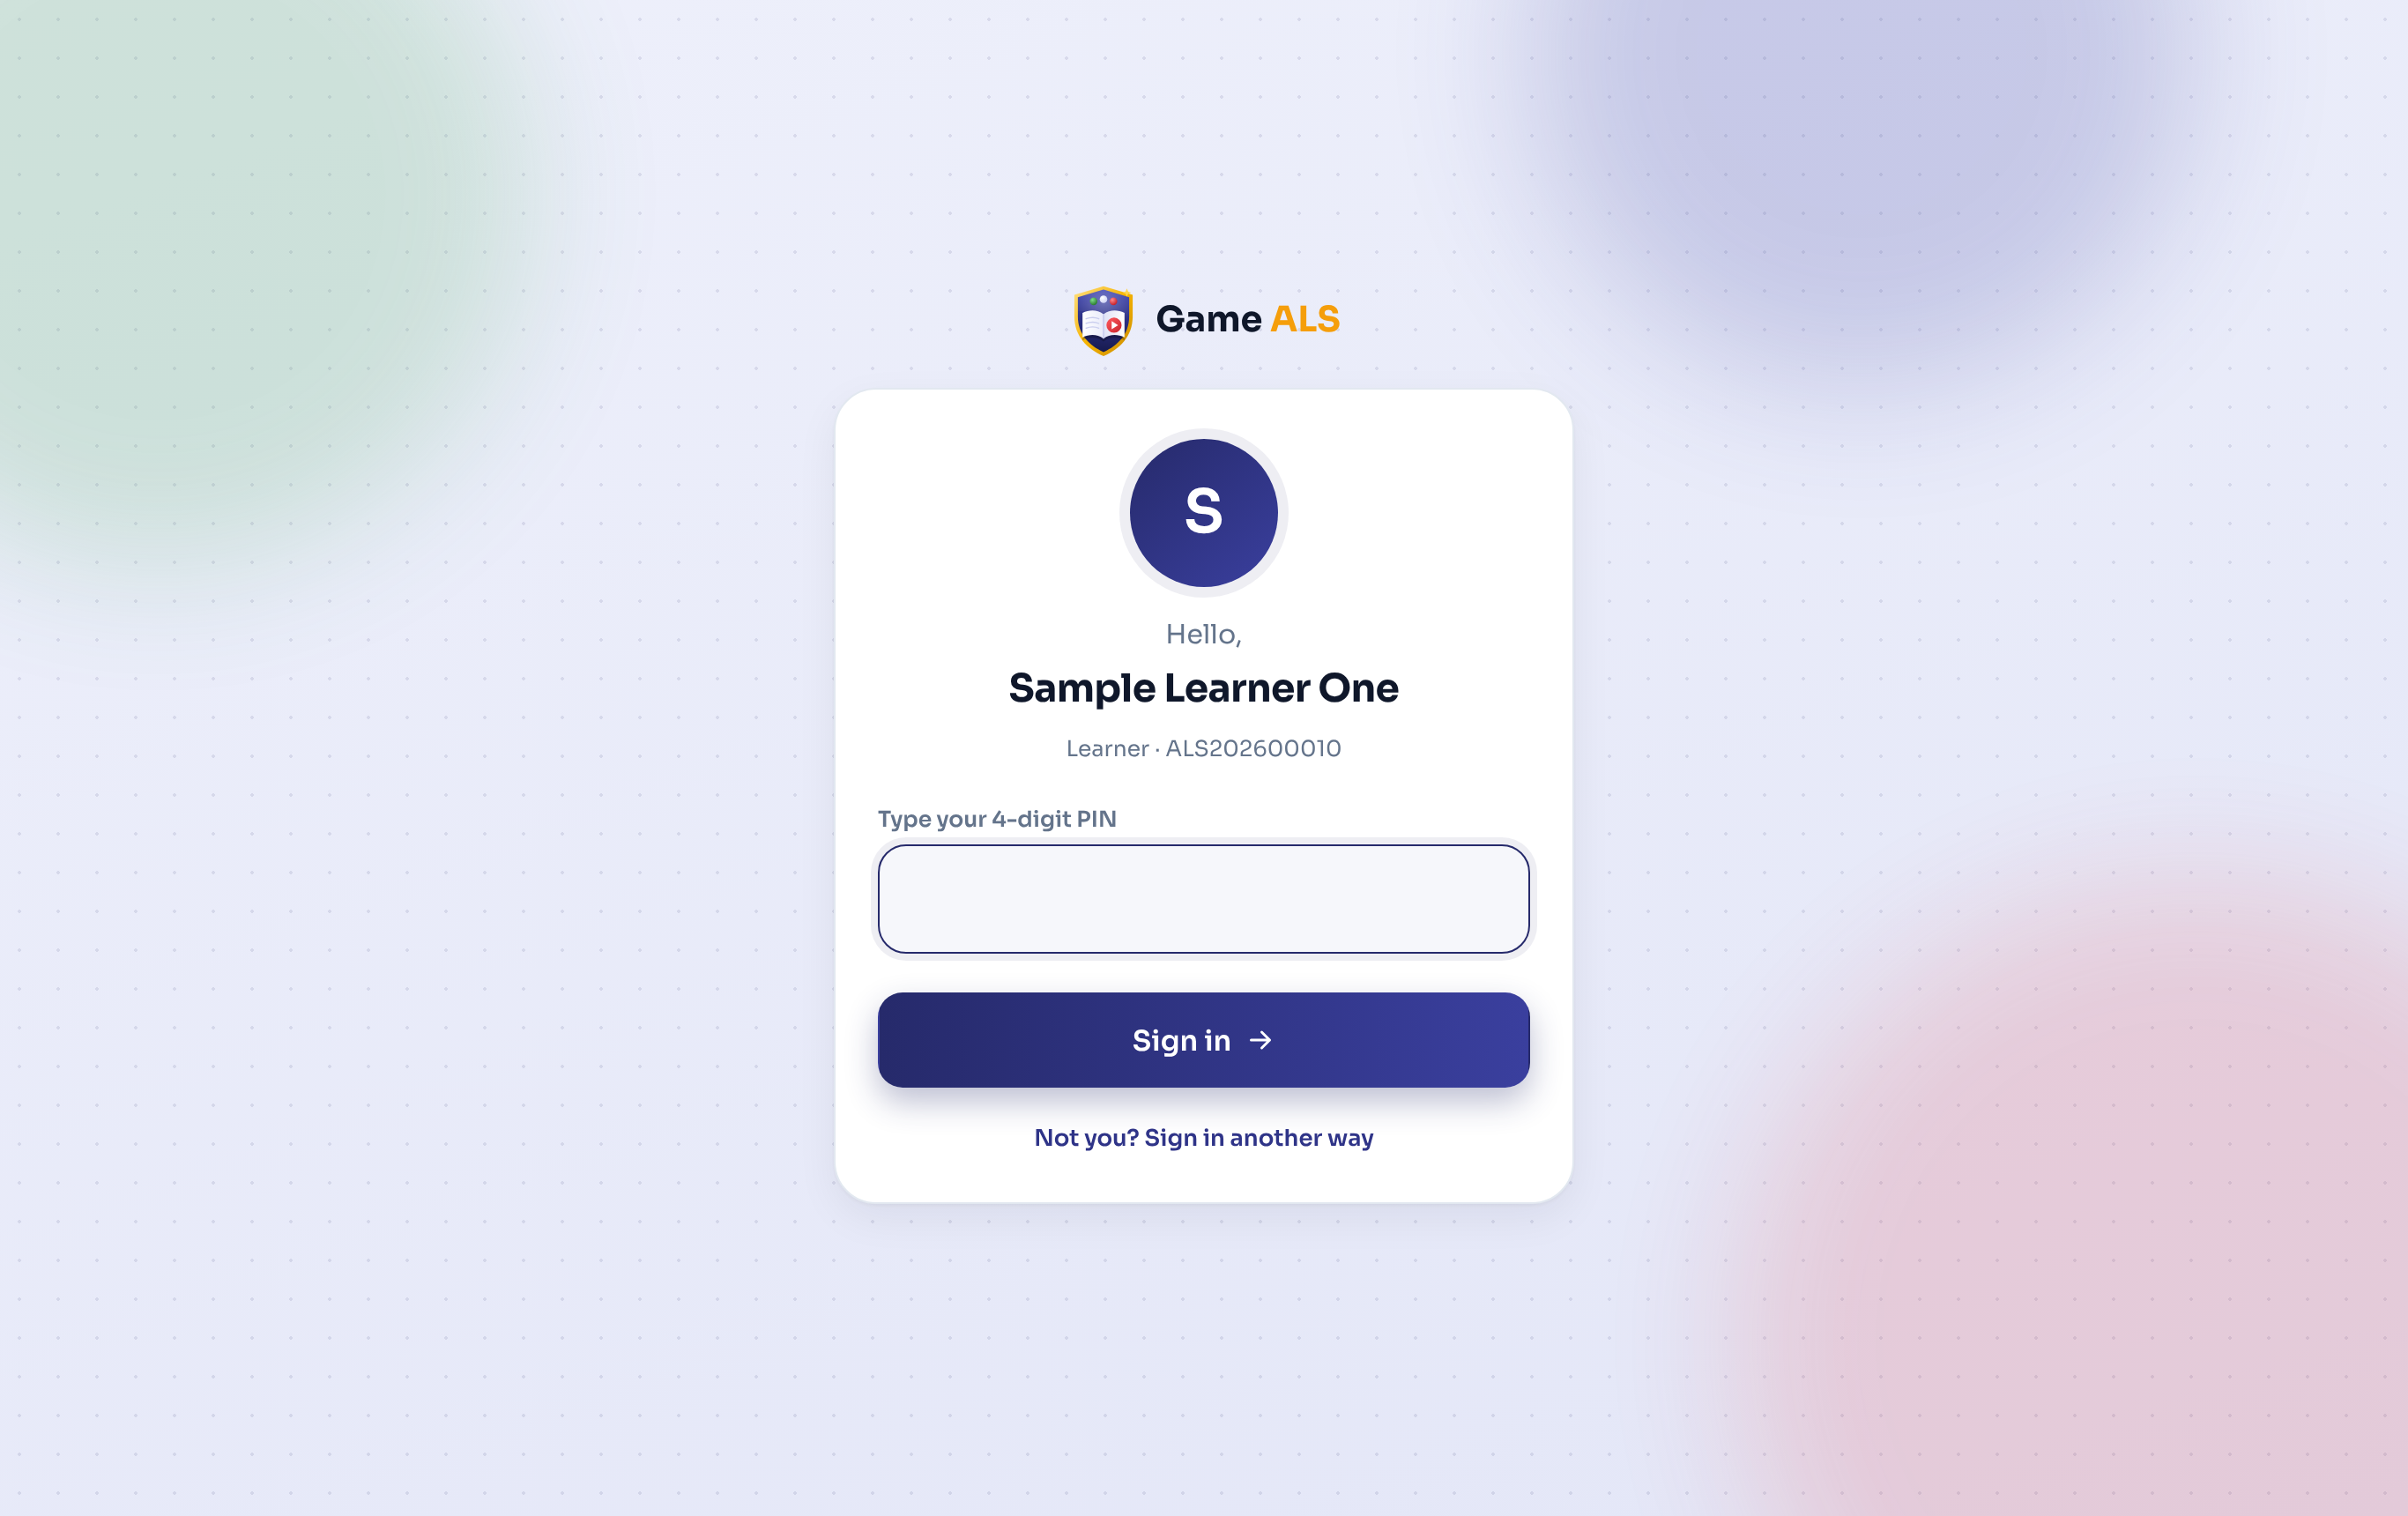 Game ALS
S
Hello,
Sample Learner One
Learner · ALS202600010
Type your 4-digit PIN
Sign in →
Not you? Sign in another way